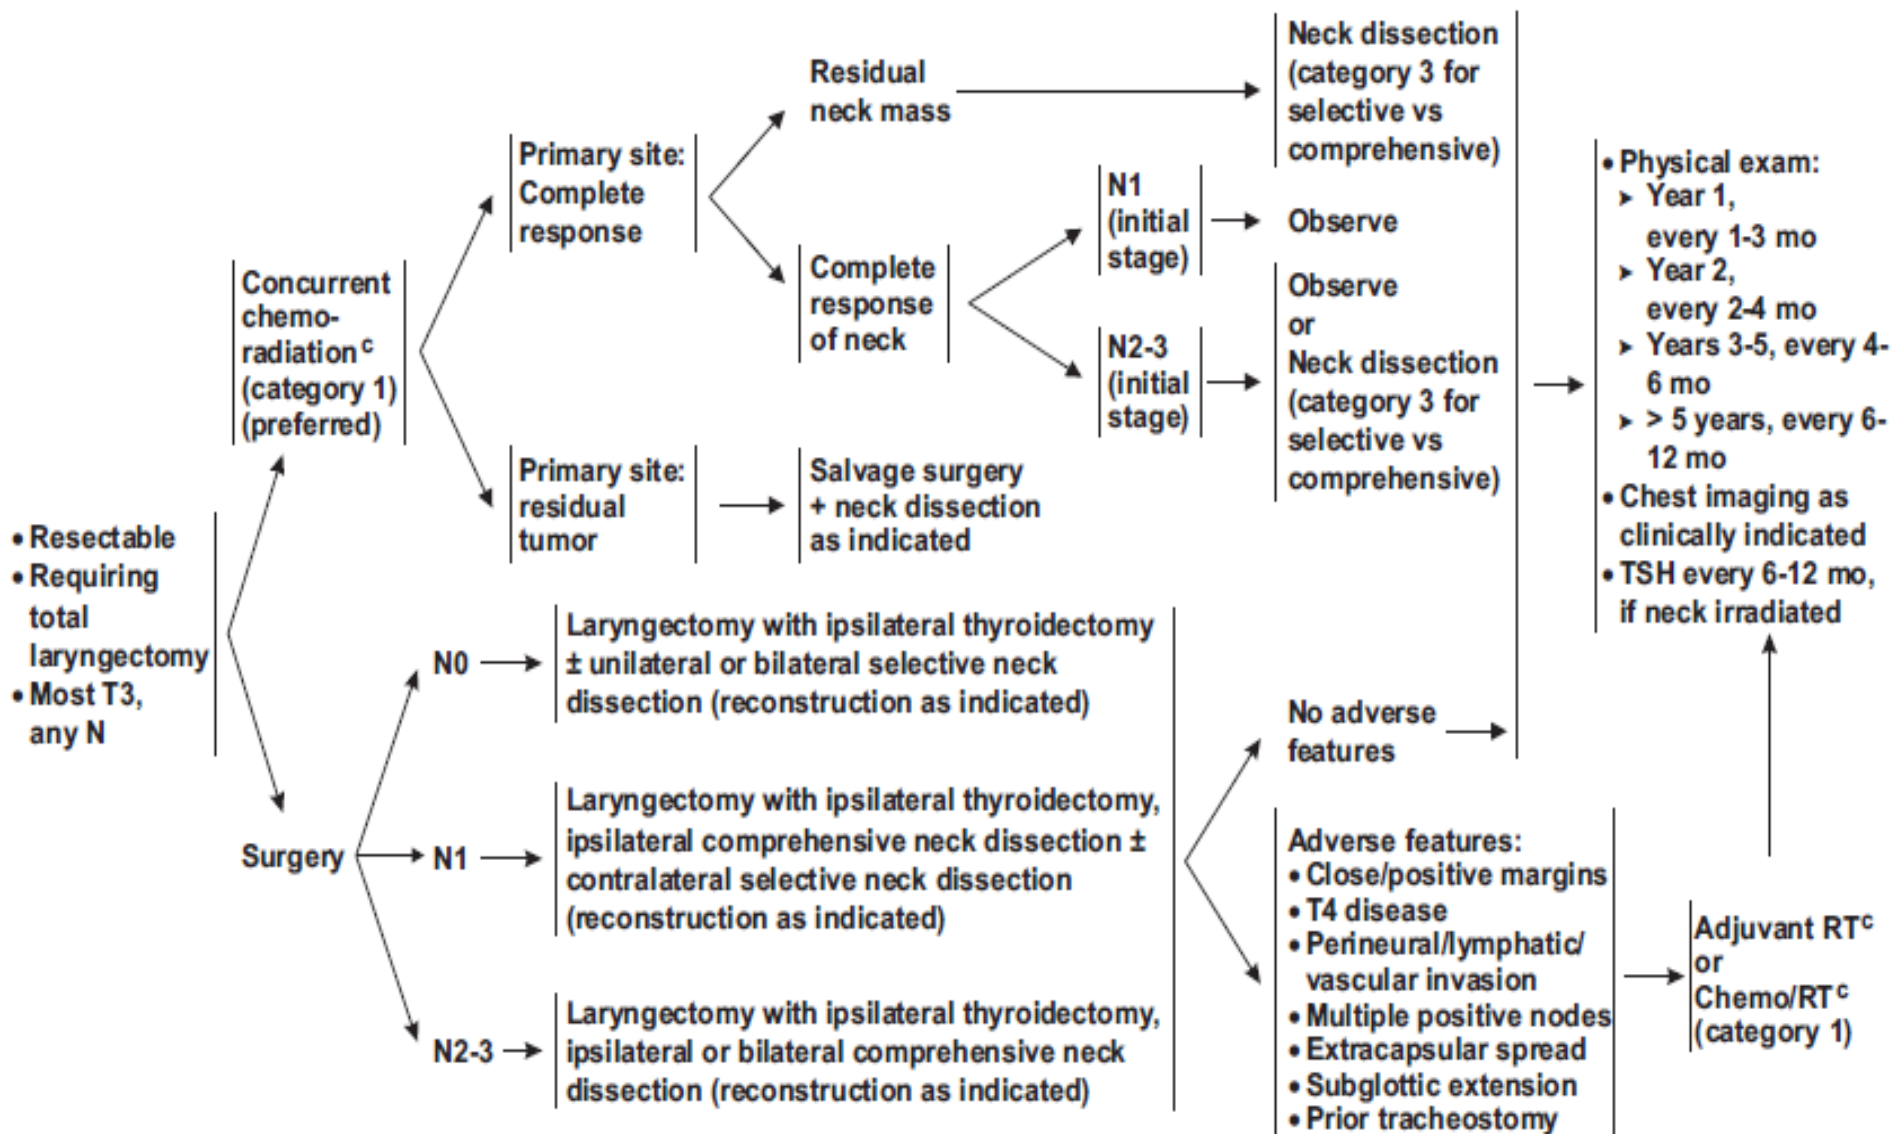 • Resectable
• Requiring
total
laryngectomy
• Most T3,
any N
Concurrent
chemo-
radiation c
(category 1)
(preferred)
Surgery
Primary site:
Complete
response
Primary site:
residual
tumor
Residual
neck mass
Complete
response
of neck
Salvage surgery
+ neck dissection
as indicated
N1
(initial
stage)
N2-3
(initial
stage)
Neck dissection
(category 3 for
selective vs
comprehensive)
Observe
Observe
or
Neck dissection
(category 3 for
selective vs
comprehensive)
N0
Laryngectomy with ipsilateral thyroidectomy
± unilateral or bilateral selective neck
dissection (reconstruction as indicated)
N1
Laryngectomy with ipsilateral thyroidectomy,
ipsilateral comprehensive neck dissection ±
contralateral selective neck dissection
(reconstruction as indicated)
N2-3
Laryngectomy with ipsilateral thyroidectomy,
ipsilateral or bilateral comprehensive neck
dissection (reconstruction as indicated)
No adverse
features
Adverse features:
• Close/positive margins
• T4 disease
• Perineural/lymphatic/
vascular invasion
• Multiple positive nodes
• Extracapsular spread
• Subglottic extension
• Prior tracheostomy
Adjuvant RT c
or
Chemo/RT c
(category 1)
• Physical exam:
➤ Year 1,
every 1-3 mo
➤ Year 2,
every 2-4 mo
➤ Years 3-5, every 4-
6 mo
➤ > 5 years, every 6-
12 mo
• Chest imaging as
clinically indicated
• TSH every 6-12 mo,
if neck irradiated